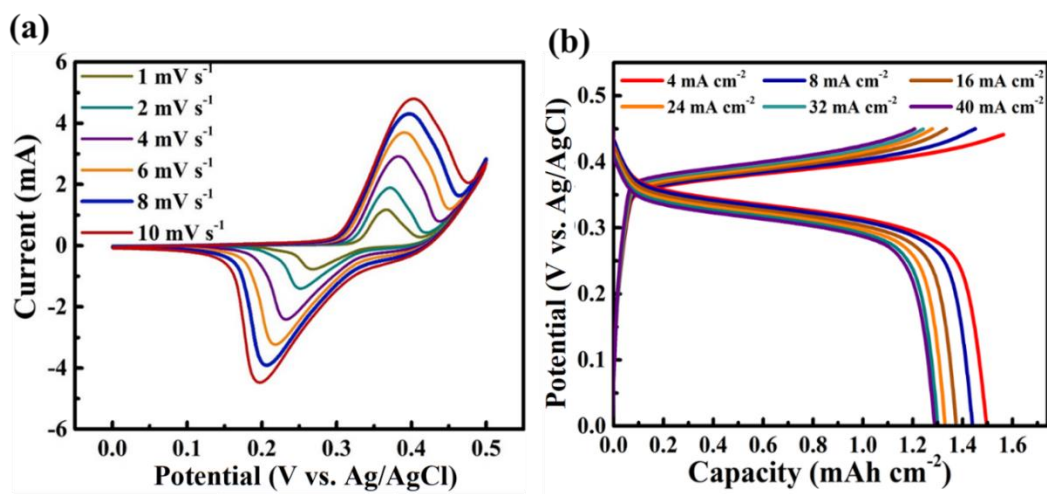 (a)
6
4
2
0
-2
-4
-6
Current (mA)
1 mV s⁻¹
2 mV s⁻¹
4 mV s⁻¹
6 mV s⁻¹
8 mV s⁻¹
10 mV s⁻¹
0.0 0.1 0.2 0.3 0.4 0.5
Potential (V vs. Ag/AgCl)
(b)
4 mA cm⁻² 8 mA cm⁻² 16 mA cm⁻²
24 mA cm⁻² 32 mA cm⁻² 40 mA cm⁻²
0.5
0.4
0.3
0.2
0.1
0.0
Potential (V vs. Ag/AgCl)
0.0 0.2 0.4 0.6 0.8 1.0 1.2 1.4 1.6
Capacity (mAh cm⁻²)